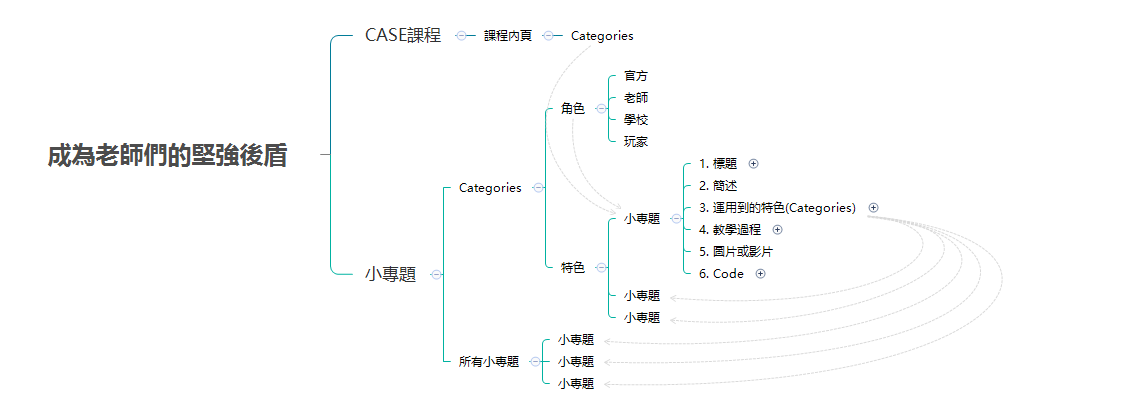 成為老師們的堅強後盾
CASE課程
課程內頁
Categories
小專題
Categories
角色
官方
老師
學校
玩家
特色
小專題
1. 標題
2. 簡述
3. 運用到的特色(Categories)
4. 教學過程
5. 圖片或影片
6. Code
小專題
小專題
所有小專題
小專題
小專題
小專題